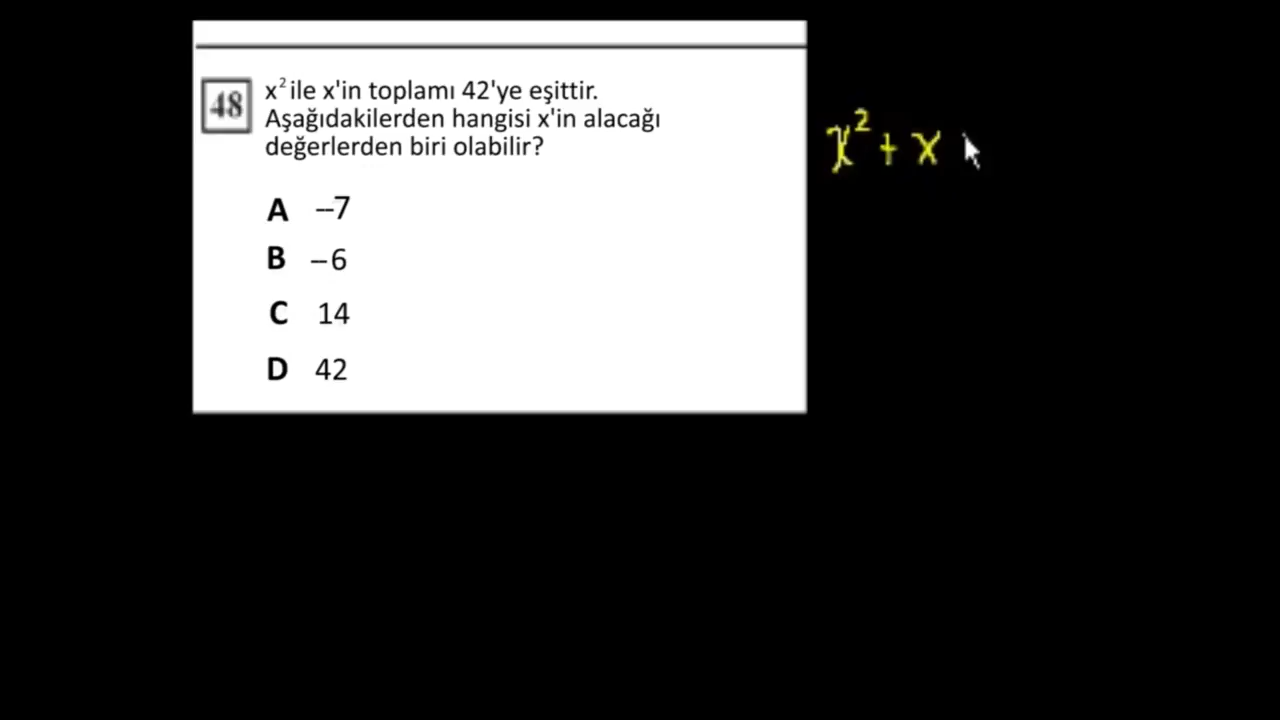 48
x² ile x'in toplamı 42'ye eşittir.
Aşağıdakilerden hangisi x'in alacağı
değerlerden biri olabilir?
A –7
B –6
C 14
D 42
x² + x